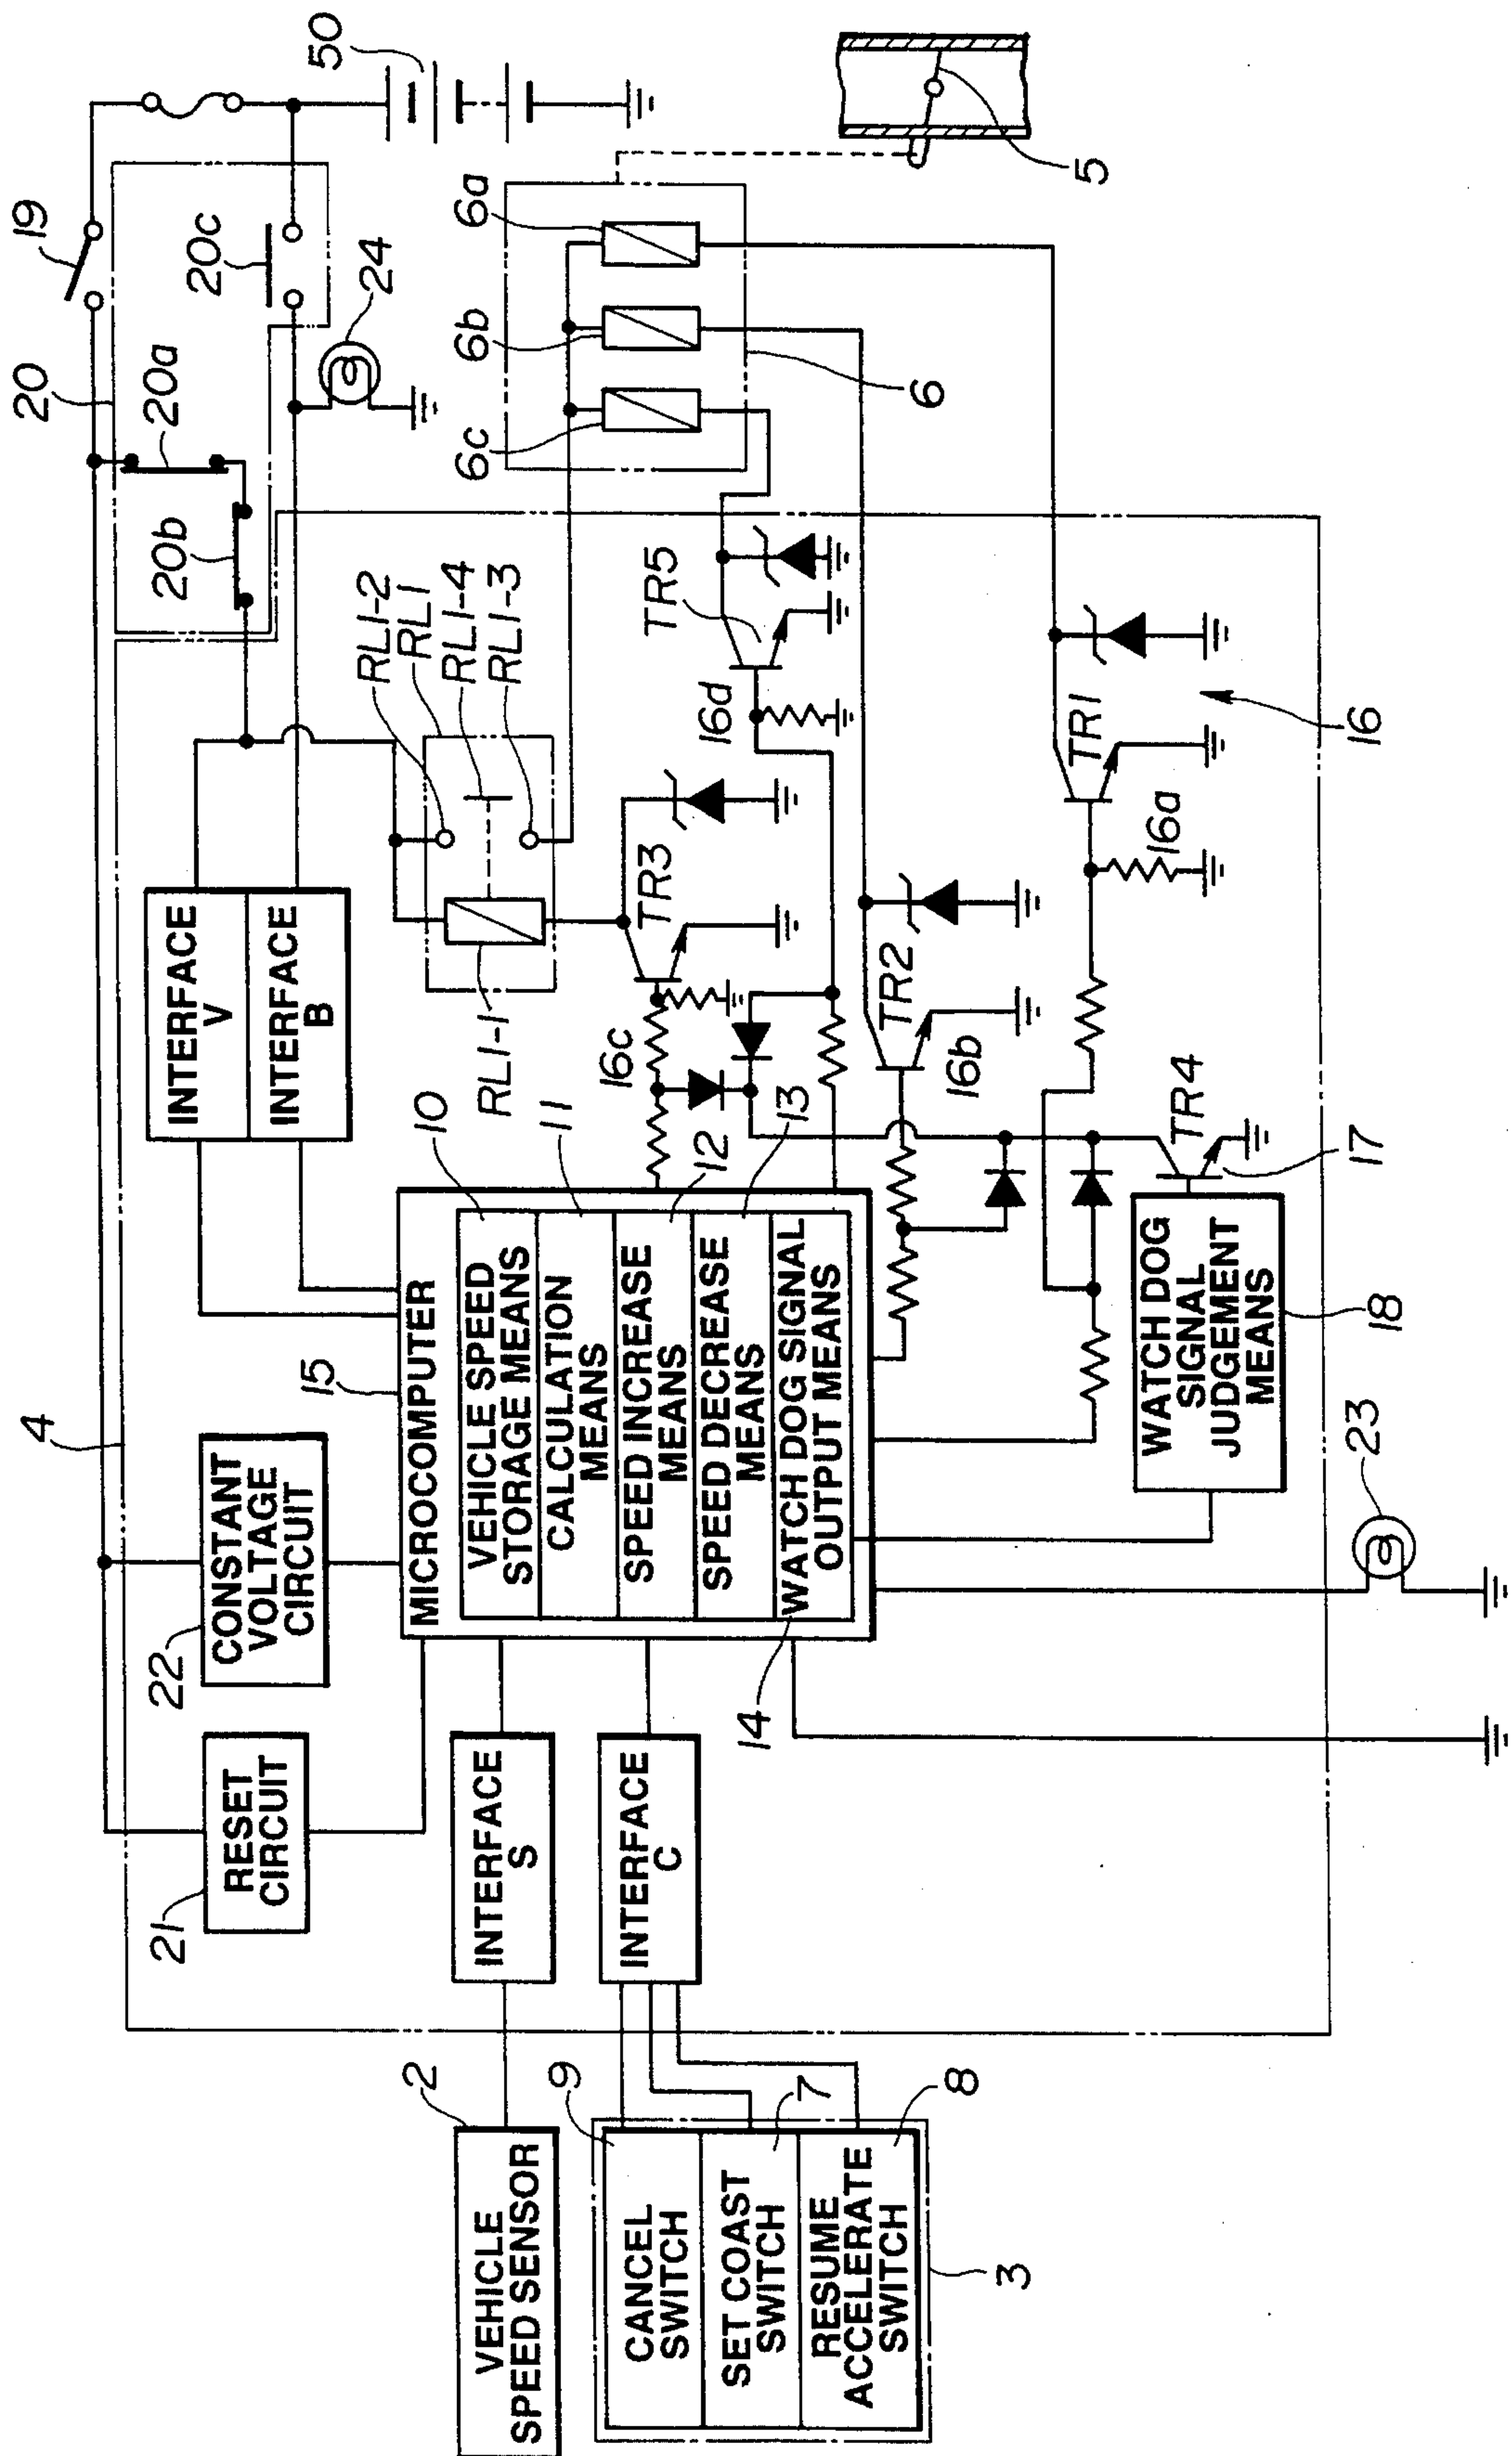 19
20
20a
20b
20c
24
50
4
22
CONSTANT
VOLTAGE
CIRCUIT
21
RESET
CIRCUIT
INTERFACE
V
INTERFACE
B
RL1-2
RL1
RL1-4
RL1-3
RL1-1
6a
6b
6c
6
5
15
MICROCOMPUTER
10
VEHICLE SPEED
STORAGE MEANS
11
CALCULATION
MEANS
12
SPEED INCREASE
MEANS
13
SPEED DECREASE
MEANS
14
WATCH DOG SIGNAL
OUTPUT MEANS
TR3
16c
TR5
16d
TR2
16b
TR1
16a
16
TR4
17
WATCH DOG
SIGNAL
JUDGEMENT
MEANS
18
23
INTERFACE
S
INTERFACE
C
2
VEHICLE
SPEED SENSOR
9
CANCEL
SWITCH
7
SET COAST
SWITCH
8
RESUME
ACCELERATE
SWITCH
3